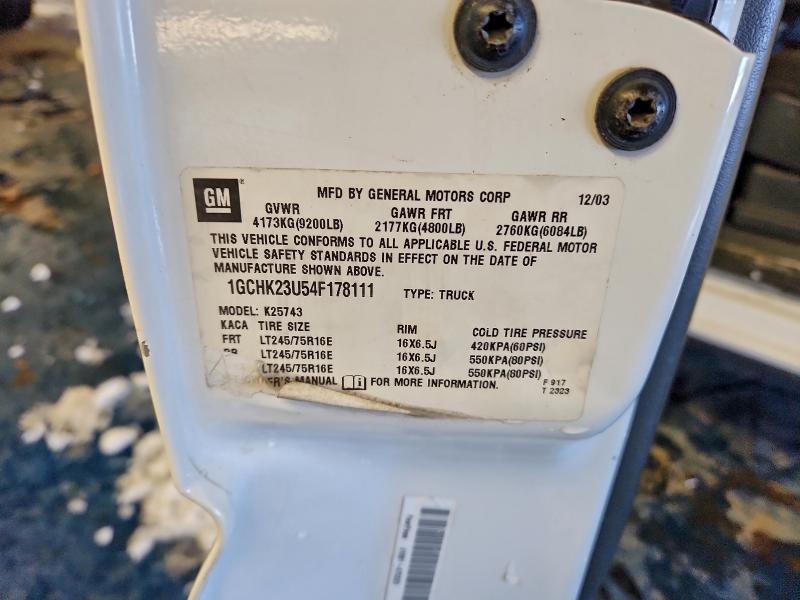 GM
MFD BY GENERAL MOTORS CORP 12/03
GVWR GAWR FRT GAWR RR
4173KG(9200LB) 2177KG(4800LB) 2760KG(6084LB)
THIS VEHICLE CONFORMS TO ALL APPLICABLE U.S. FEDERAL MOTOR
VEHICLE SAFETY STANDARDS IN EFFECT ON THE DATE OF
MANUFACTURE SHOWN ABOVE.
1GCHK23U54F178111 TYPE: TRUCK
MODEL: K25743
KACA TIRE SIZE RIM COLD TIRE PRESSURE
FRT LT245/75R16E 16X6.5J 420KPA(60PSI)
LT245/75R16E 16X6.5J 550KPA(80PSI)
LT245/75R16E 16X6.5J 550KPA(80PSI)
MANUAL FOR MORE INFORMATION. F 917
T 2323